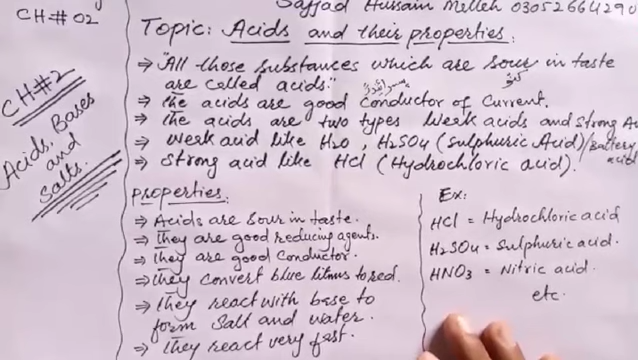 CH# 02
Sajjad Hussain Melleh 0305266429
Topic: Acids and their properties:
CH#2
Acids, Bases
and
Salts.
⇒ "All those substances which are sour in taste
are called acids."
⇒ The acids are good conductor of Current.
⇒ The acids are two types Weak acids and strong A
⇒ Weak acid like H2O, H2SO4 (Sulphuric Acid)/Battery
acid
⇒ Strong acid like HCl (Hydrochloric acid).
Properties:
⇒ Acids are sour in taste.
⇒ They are good reducing agents.
⇒ They are good conductor.
⇒ They convert blue litmus to red.
⇒ They react with base to
form Salt and water.
⇒ They react very fast.
Ex:
HCl = Hydrochloric acid
H2SO4 = Sulphuric acid.
HNO3 = Nitric acid.
etc.